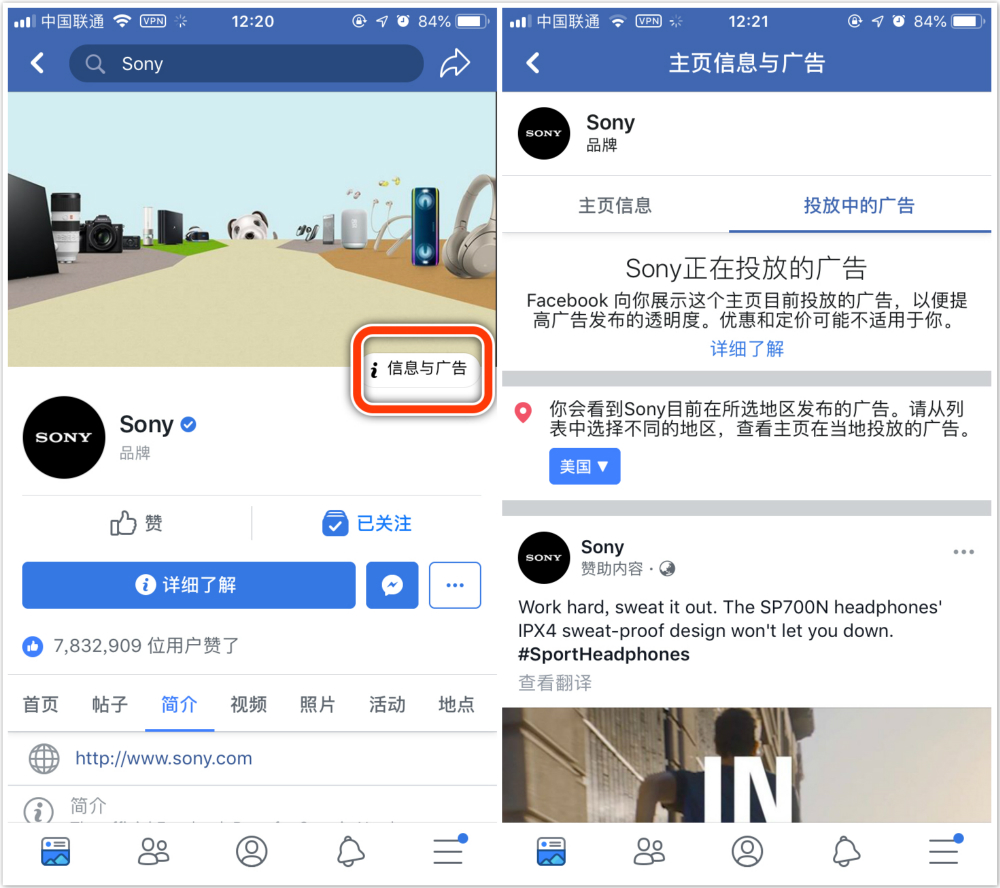 中国联通 VPN 12:20 84%
Sony
信息与广告
SONY
Sony
品牌
赞
已关注
详细了解
7,832,909 位用户赞了
首页 帖子 简介 视频 照片 活动 地点
http://www.sony.com
简介
中国联通 VPN 12:21 84%
主页信息与广告
SONY
Sony
品牌
主页信息 投放中的广告
Sony正在投放的广告
Facebook 向你展示这个主页目前投放的广告，以便提
高广告发布的透明度。优惠和定价可能不适用于你。
详细了解
你会看到Sony目前在所选地区发布的广告。请从列
表中选择不同的地区，查看主页在当地投放的广告。
美国 ▼
SONY
Sony
赞助内容 ·
Work hard, sweat it out. The SP700N headphones'
IPX4 sweat-proof design won't let you down.
#SportHeadphones
查看翻译
IN